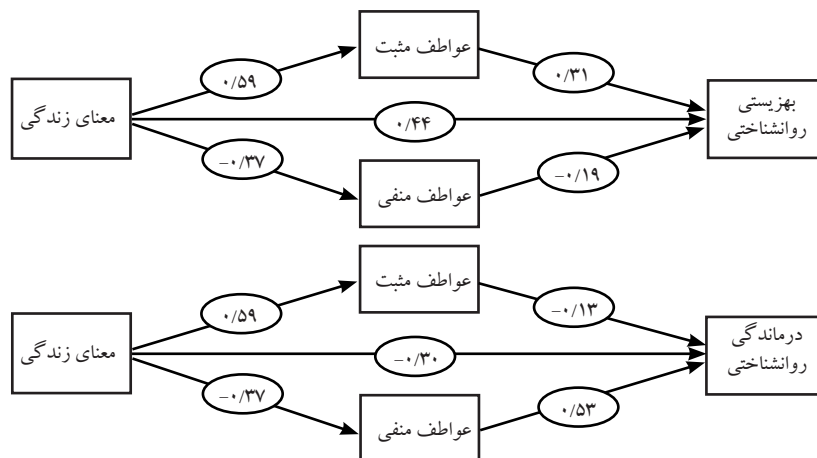 عواطف مثبت
۰/۵۹
۰/۳۱
معنای زندگی
۰/۴۴
بهزیستی
روانشناختی
−۰/۳۷
−۰/۱۹
عواطف منفی
عواطف مثبت
۰/۵۹
−۰/۱۳
معنای زندگی
−۰/۳۰
درماندگی
روانشناختی
−۰/۳۷
۰/۵۳
عواطف منفی